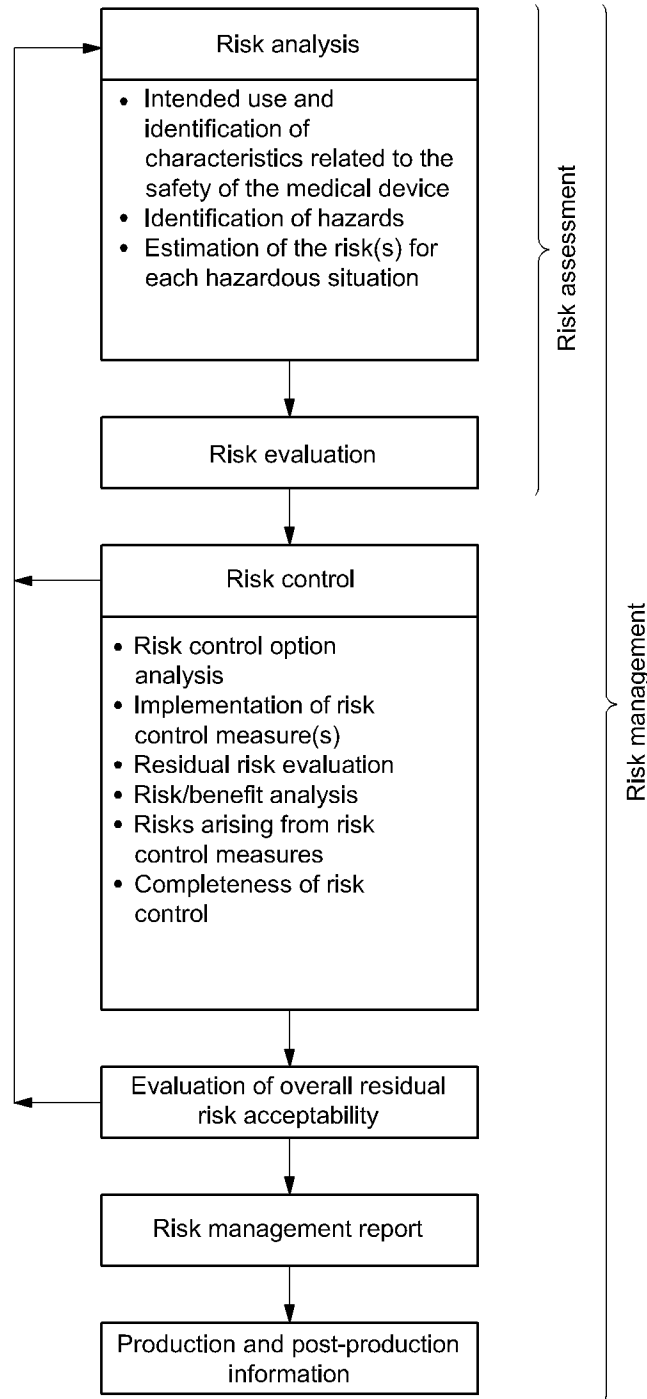 Risk analysis
• Intended use and
identification of
characteristics related to the
safety of the medical device
• Identification of hazards
• Estimation of the risk(s) for
each hazardous situation
Risk evaluation
Risk assessment
Risk control
• Risk control option
analysis
• Implementation of risk
control measure(s)
• Residual risk evaluation
• Risk/benefit analysis
• Risks arising from risk
control measures
• Completeness of risk
control
Evaluation of overall residual
risk acceptability
Risk management report
Production and post-production
information
Risk management